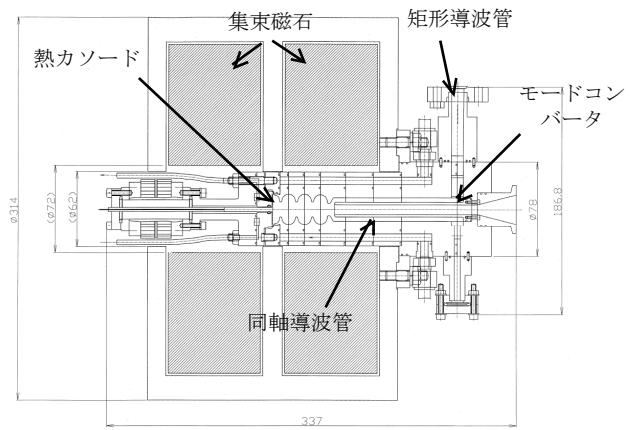 集束磁石
矩形導波管
熱カソード
モードコン
バータ
同軸導波管
φ314
(φ72)
(φ62)
φ78
186.8
337